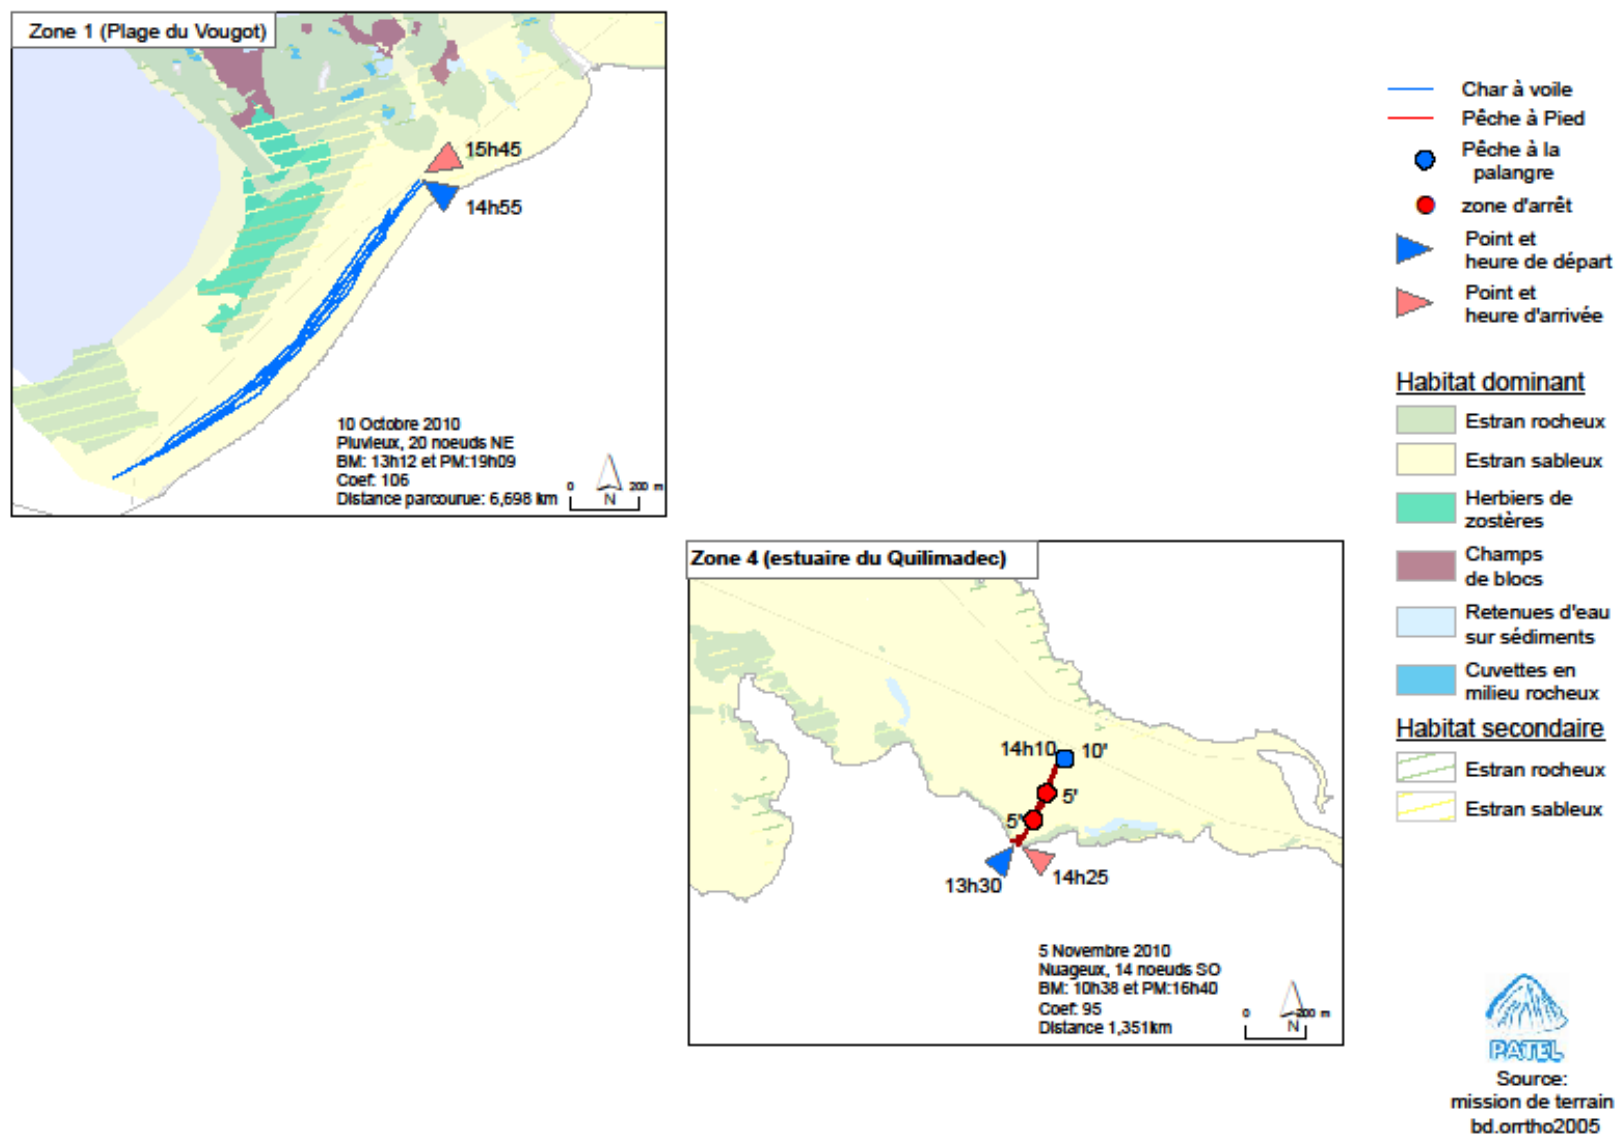 Zone 1 (Plage du Vougot)
15h45
14h55
10 Octobre 2010
Pluvieux, 20 noeuds NE
BM: 13h12 et PM:19h09
Coef: 106
Distance parcourue: 6,698 km
0 200 m
N
Zone 4 (estuaire du Quilimadec)
14h10 10'
5'
5'
13h30
14h25
5 Novembre 2010
Nuageux, 14 noeuds SO
BM: 10h38 et PM:16h40
Coef: 95
Distance 1,351km
0 200 m
N
Char à voile
Pêche à Pied
Pêche à la
palangre
zone d'arrêt
Point et
heure de départ
Point et
heure d'arrivée
Habitat dominant
Estran rocheux
Estran sableux
Herbiers de
zostères
Champs
de blocs
Retenues d'eau
sur sédiments
Cuvettes en
milieu rocheux
Habitat secondaire
Estran rocheux
Estran sableux
PATEL
Source:
mission de terrain
bd.orrtho2005